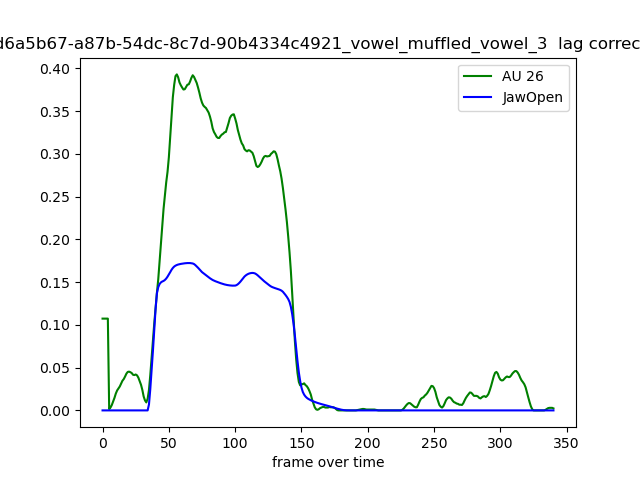 d6a5b67-a87b-54dc-8c7d-90b4334c4921_vowel_muffled_vowel_3 lag correc
AU 26
JawOpen
0.40
0.35
0.30
0.25
0.20
0.15
0.10
0.05
0.00
0 50 100 150 200 250 300 350
frame over time